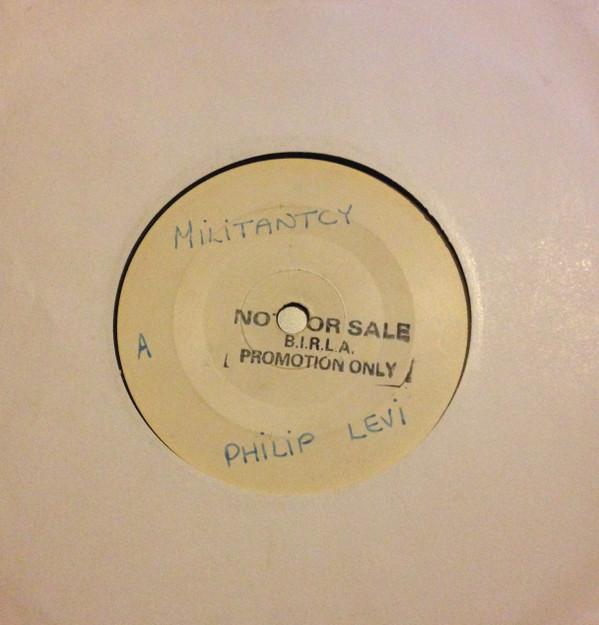 MILITANTCY
A
NOT FOR SALE
B.I.R.L.A.
PROMOTION ONLY
PHILIP LEVI